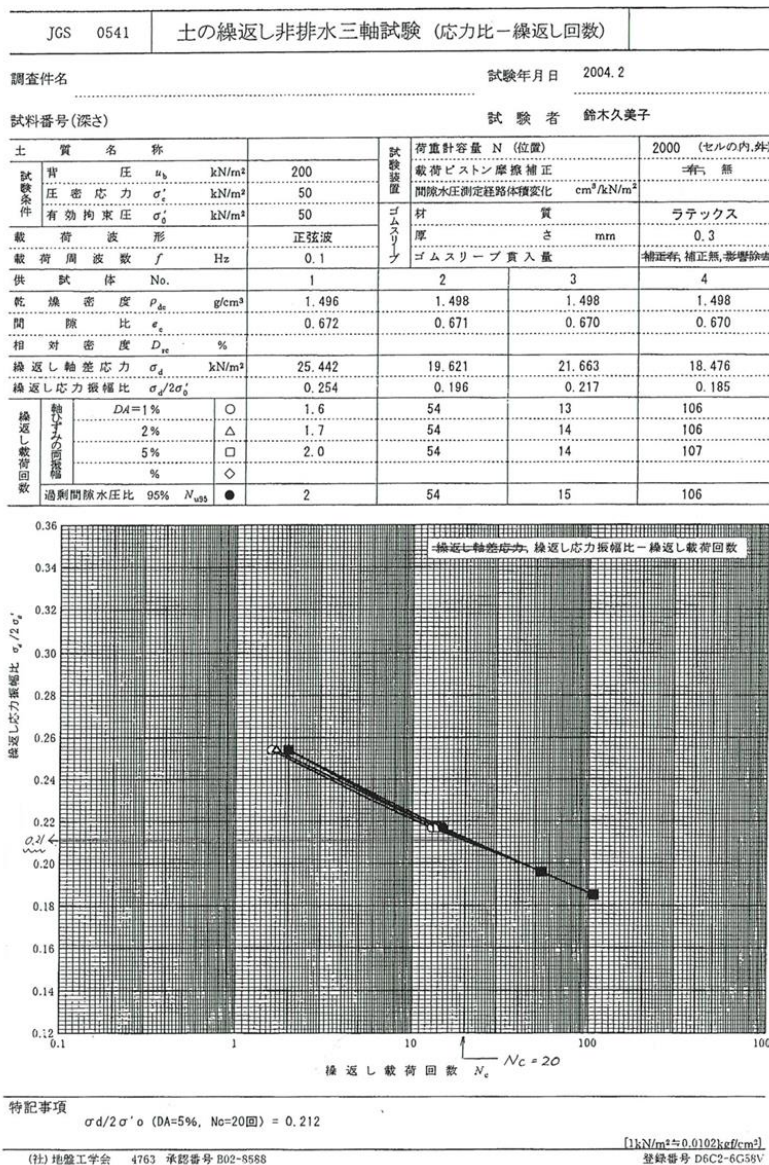 JGS 0541 土の繰返し非排水三軸試験 (応力比－繰返し回数)
調査件名 試験年月日 2004.2
試料番号(深さ) 試験者 鈴木久美子
土質名称 試験装置 荷重計容量 N (位置) 2000 (セルの内,外)
試験条件 背圧 u_b kN/m² 200 載荷ピストン摩擦補正 有, 無
圧密応力 σ'_c kN/m² 50 間隙水圧測定経路体積変化 cm³/kN/m²
有効拘束圧 σ'_0 kN/m² 50 ゴムスリーブ 材質 ラテックス
載荷波形 正弦波 厚さ mm 0.3
載荷周波数 f Hz 0.1 ゴムスリーブ貫入量 補正有, 補正無, 影響除去
供試体 No. 1 2 3 4
乾燥密度 ρ_dc g/cm³ 1.496 1.498 1.498 1.498
間隙比 e_c 0.672 0.671 0.670 0.670
相対密度 D_rc %
繰返し軸差応力 σ_d kN/m² 25.442 19.621 21.663 18.476
繰返し応力振幅比 σ_d/2σ'_0 0.254 0.196 0.217 0.185
繰返し載荷回数 軸ひずみの両振幅 DA=1% ○ 1.6 54 13 106
2% △ 1.7 54 14 106
5% □ 2.0 54 14 107
% ◇
過剰間隙水圧比 95% N_u95 ● 2 54 15 106
繰返し軸差応力, 繰返し応力振幅比－繰返し載荷回数
繰返し応力振幅比 σ_d/2σ'_0
0.36
0.34
0.32
0.30
0.28
0.26
0.24
0.22
0.21
0.20
0.18
0.16
0.14
0.12
0.1 1 10 100 100
繰返し載荷回数 N_c
Nc = 20
特記事項
σd/2σ'o (DA=5%, Nc=20回) = 0.212
[1kN/m²≒0.0102kgf/cm²]
(社)地盤工学会 4763 承認番号 B02-8588 登録番号 D6C2-6G58V